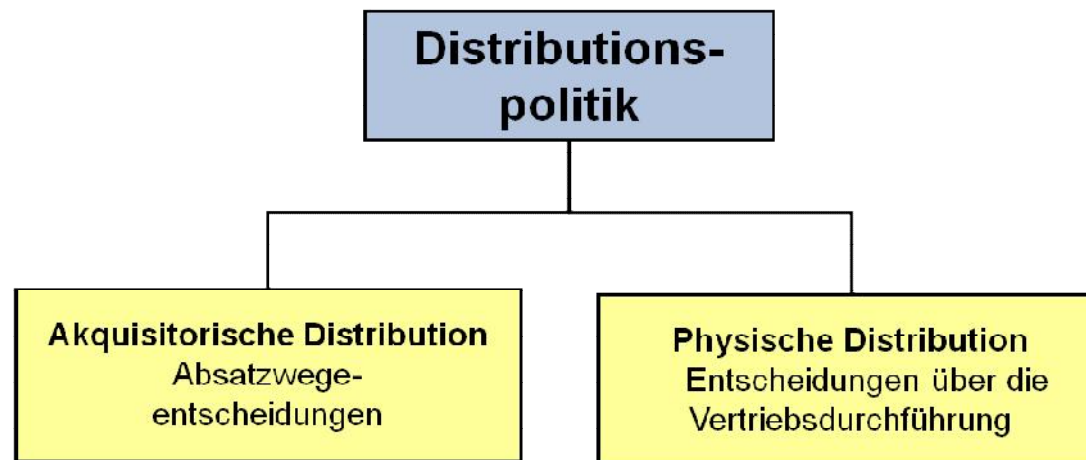 Distributions-
politik
Akquisitorische Distribution
Absatzwege-
entscheidungen
Physische Distribution
Entscheidungen über die
Vertriebsdurchführung